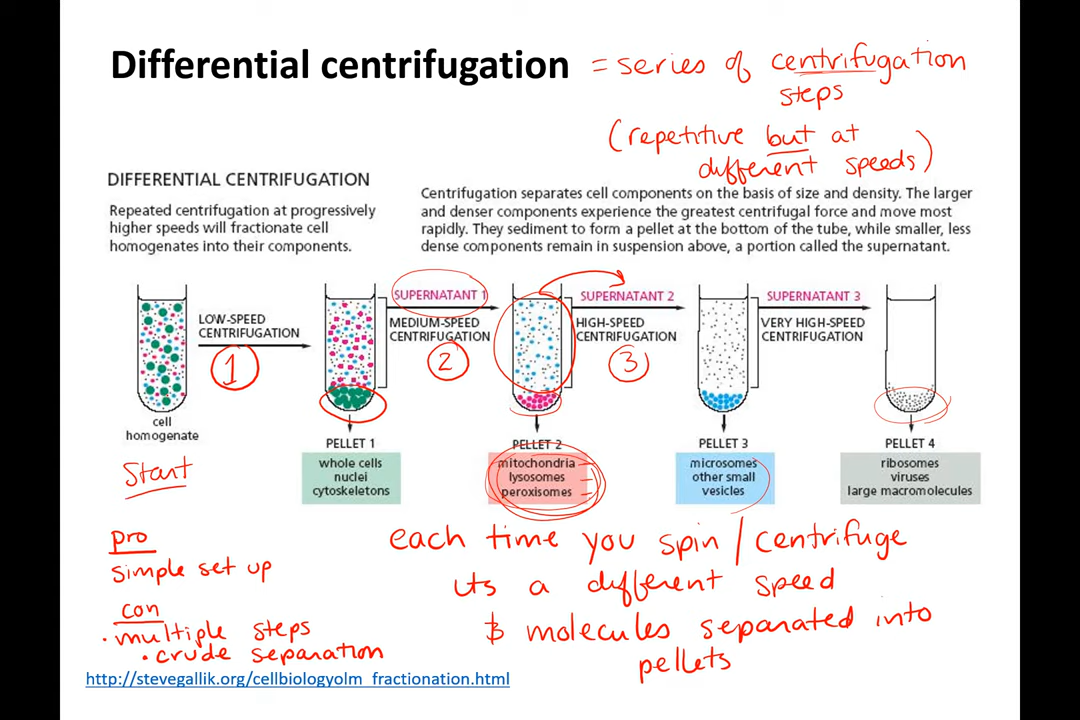 Differential centrifugation = series of centrifugation
steps
(repetitive but at
different speeds)
DIFFERENTIAL CENTRIFUGATION
Repeated centrifugation at progressively
higher speeds will fractionate cell
homogenates into their components.
Centrifugation separates cell components on the basis of size and density. The larger
and denser components experience the greatest centrifugal force and move most
rapidly. They sediment to form a pellet at the bottom of the tube, while smaller, less
dense components remain in suspension above, a portion called the supernatant.
LOW-SPEED
CENTRIFUGATION
1
SUPERNATANT 1
MEDIUM-SPEED
CENTRIFUGATION
2
SUPERNATANT 2
HIGH-SPEED
CENTRIFUGATION
3
SUPERNATANT 3
VERY HIGH-SPEED
CENTRIFUGATION
cell
homogenate
Start
PELLET 1
whole cells
nuclei
cytoskeletons
PELLET 2
mitochondria
lysosomes
peroxisomes
PELLET 3
microsomes
other small
vesicles
PELLET 4
ribosomes
viruses
large macromolecules
pro
simple set up
con
• multiple steps
• crude separation
each time you spin / centrifuge
its a different speed
molecules separated into
pellets
http://stevegallik.org/cellbiologyolm_fractionation.html